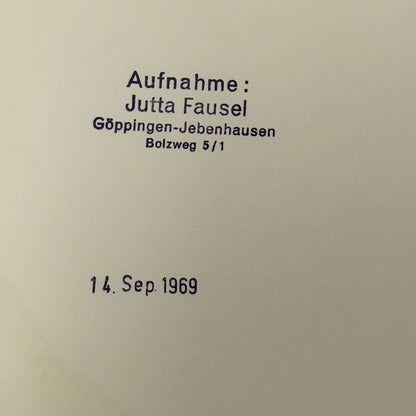 Aufnahme:
Jutta Fausel
Göppingen-Jebenhausen
Bolzweg 5/1
14. Sep. 1969